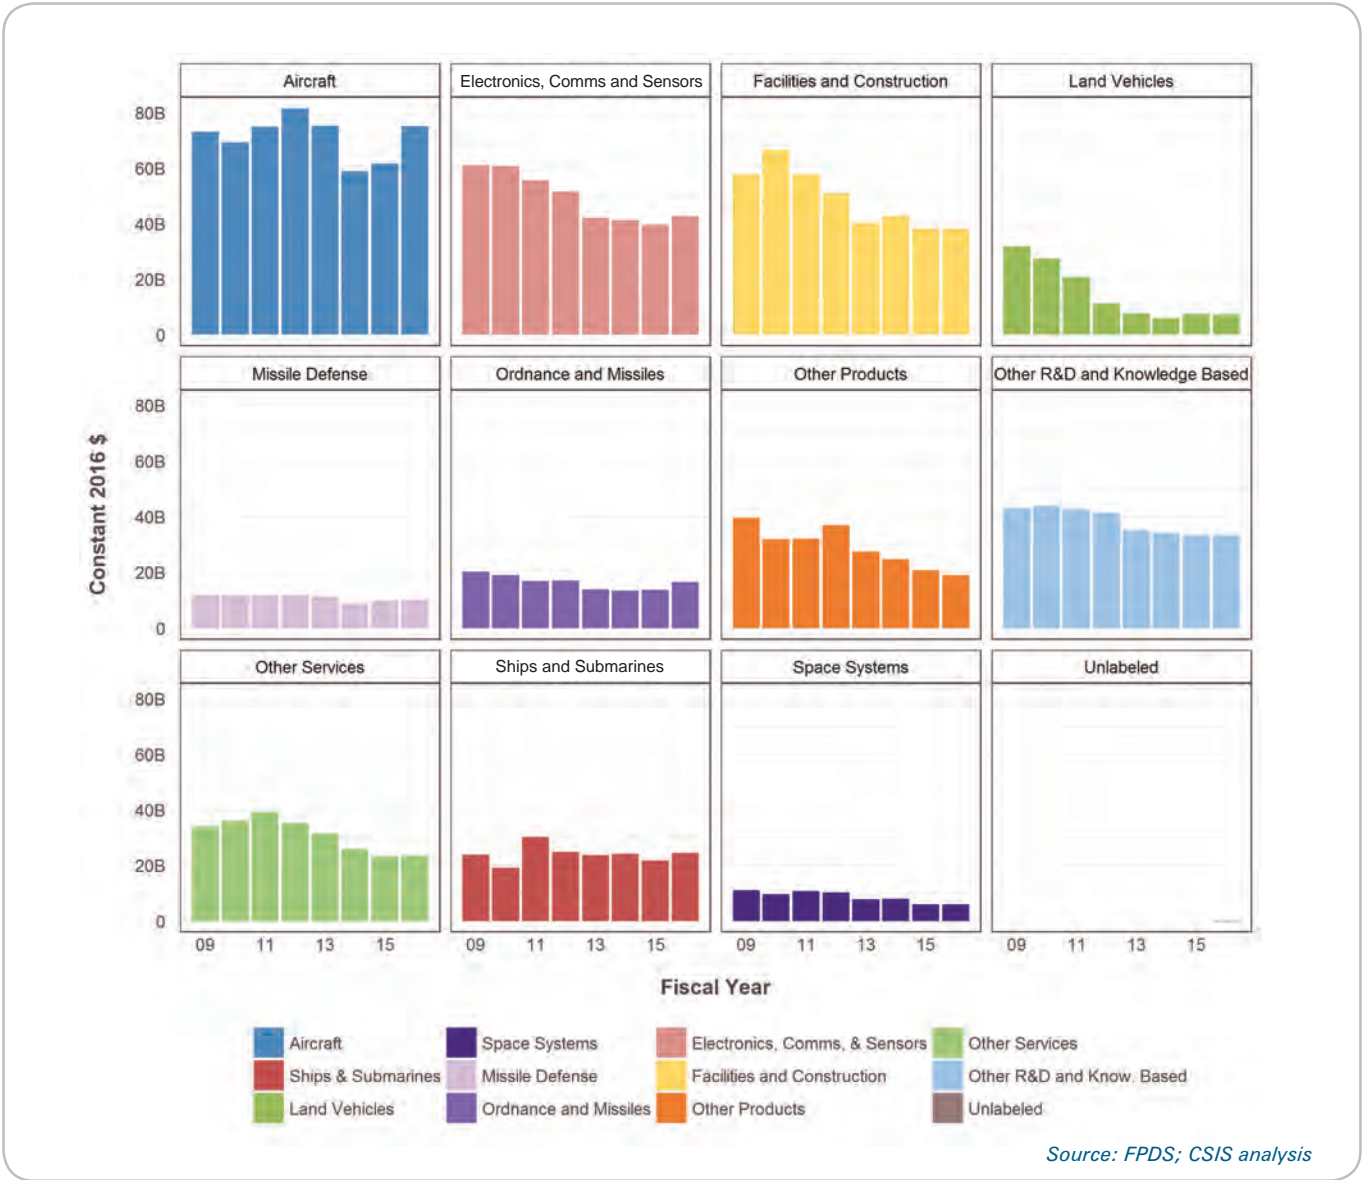 Aircraft
Electronics, Comms and Sensors
Facilities and Construction
Land Vehicles
80B
60B
40B
20B
0
Missile Defense
Ordnance and Missiles
Other Products
Other R&D and Knowledge Based
80B
60B
40B
20B
0
Constant 2016 $
Other Services
Ships and Submarines
Space Systems
Unlabeled
80B
60B
40B
20B
0
09 11 13 15
09 11 13 15
09 11 13 15
09 11 13 15
Fiscal Year
Aircraft
Space Systems
Electronics, Comms, & Sensors
Other Services
Ships & Submarines
Missile Defense
Facilities and Construction
Other R&D and Know. Based
Land Vehicles
Ordnance and Missiles
Other Products
Unlabeled
Source: FPDS; CSIS analysis